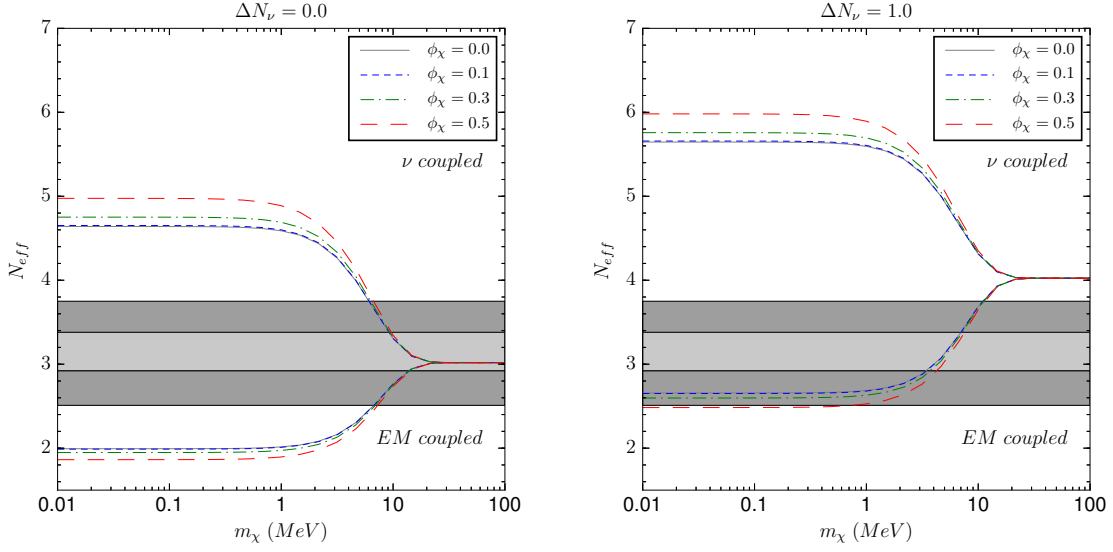 ΔN_ν = 0.0
7
6
5
4
3
2
N_eff
φ_χ = 0.0
φ_χ = 0.1
φ_χ = 0.3
φ_χ = 0.5
ν coupled
EM coupled
0.01 0.1 1 10 100
m_χ (MeV)
ΔN_ν = 1.0
7
6
5
4
3
2
N_eff
φ_χ = 0.0
φ_χ = 0.1
φ_χ = 0.3
φ_χ = 0.5
ν coupled
EM coupled
0.01 0.1 1 10 100
m_χ (MeV)